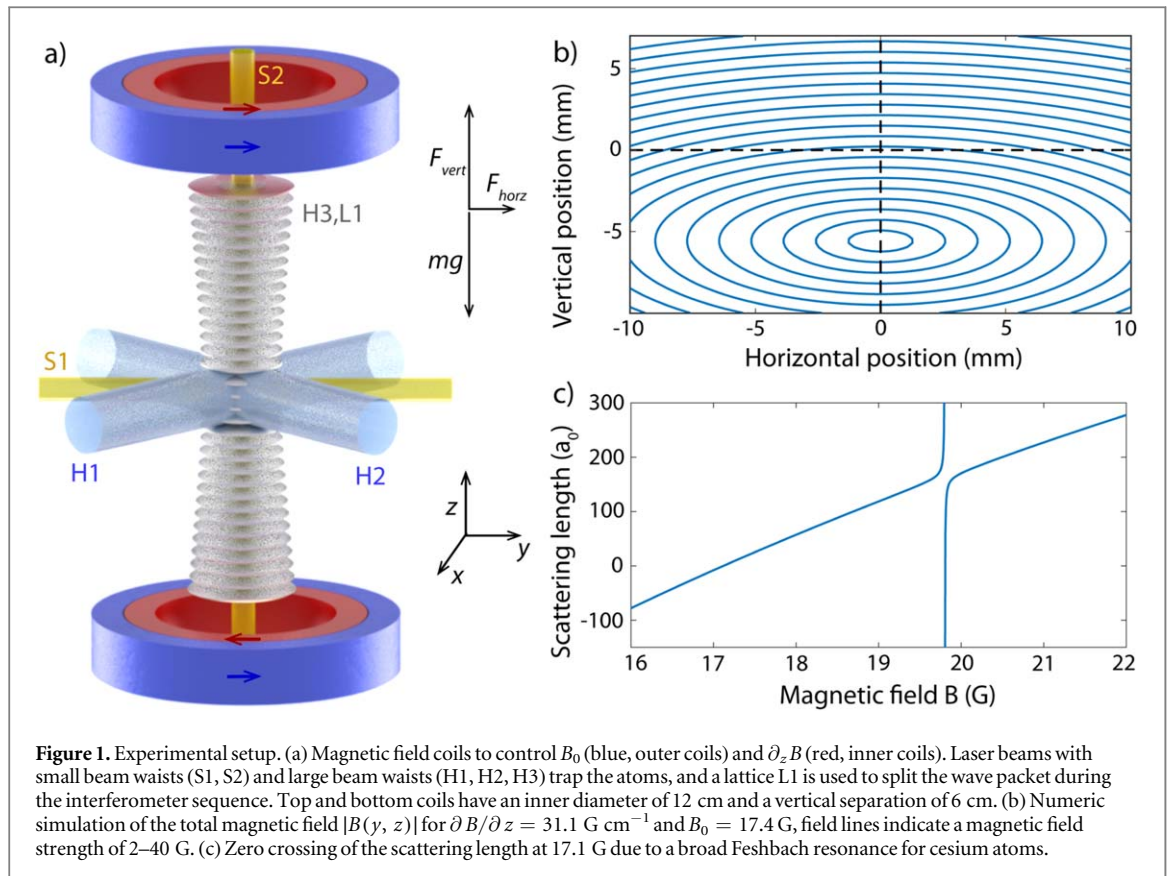 a)
S2
F_vert
F_horz
H3,L1
mg
S1
H1
H2
z
y
x
b)
Vertical position (mm)
5
0
-5
-10
-5
0
5
10
Horizontal position (mm)
c)
Scattering length (a₀)
300
200
100
0
-100
16
17
18
19
20
21
22
Magnetic field B (G)
Figure 1. Experimental setup. (a) Magnetic field coils to control B₀ (blue, outer coils) and ∂_z B (red, inner coils). Laser beams with
small beam waists (S1, S2) and large beam waists (H1, H2, H3) trap the atoms, and a lattice L1 is used to split the wave packet during
the interferometer sequence. Top and bottom coils have an inner diameter of 12 cm and a vertical separation of 6 cm. (b) Numeric
simulation of the total magnetic field |B(y, z)| for ∂ B/∂ z = 31.1 G cm⁻¹ and B₀ = 17.4 G, field lines indicate a magnetic field
strength of 2–40 G. (c) Zero crossing of the scattering length at 17.1 G due to a broad Feshbach resonance for cesium atoms.